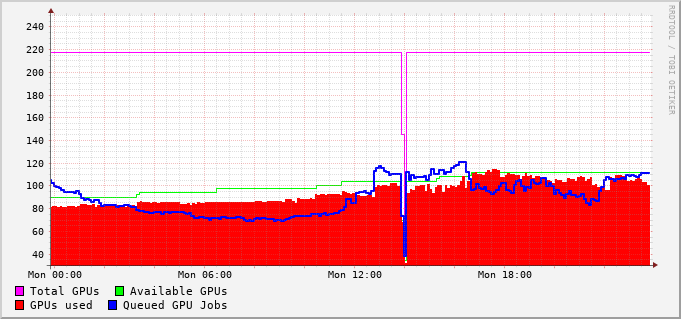 240
220
200
180
160
140
120
100
80
60
40
Mon 00:00 Mon 06:00 Mon 12:00 Mon 18:00
Total GPUs Available GPUs
GPUs used Queued GPU Jobs
RRDTOOL / TOBI OETIKER